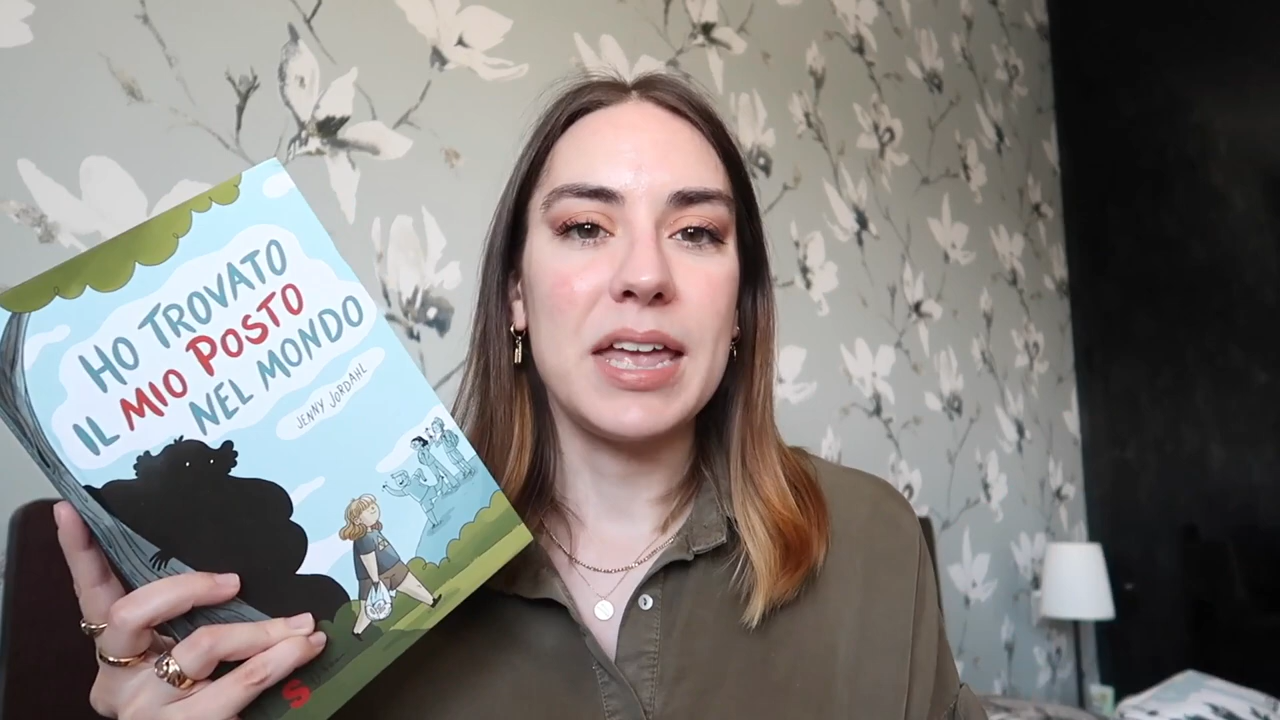 HO TROVATO
IL MIO POSTO
NEL MONDO
JENNY JORDAHL
S